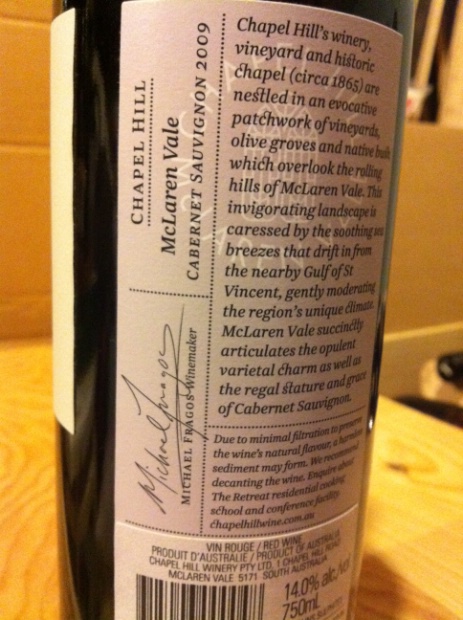 CHAPEL HILL
McLaren Vale
CABERNET SAUVIGNON 2009
Michael Fragos
MICHAEL FRAGOS Winemaker
Chapel Hill's winery,
vineyard and historic
chapel (circa 1865) are
nestled in an evocative
patchwork of vineyards,
olive groves and native bush
which overlook the rolling
hills of McLaren Vale. This
invigorating landscape is
caressed by the soothing sea
breezes that drift in from
the nearby Gulf of St
Vincent, gently moderating
the region's unique climate.
McLaren Vale succinctly
articulates the opulent
varietal charm as well as
the regal stature and grace
of Cabernet Sauvignon.
Due to minimal filtration to preserve
the wine's natural flavour, a harmless
sediment may form. We recommend
decanting the wine. Enquire about
The Retreat residential cooking
school and conference facility.
chapelhillwine.com.au
VIN ROUGE / RED WINE
PRODUIT D'AUSTRALIE / PRODUCT OF AUSTRALIA
CHAPEL HILL WINERY PTY LTD, 1 CHAPEL HILL ROAD
MCLAREN VALE 5171 SOUTH AUSTRALIA
14.0% alc/vol
750mL